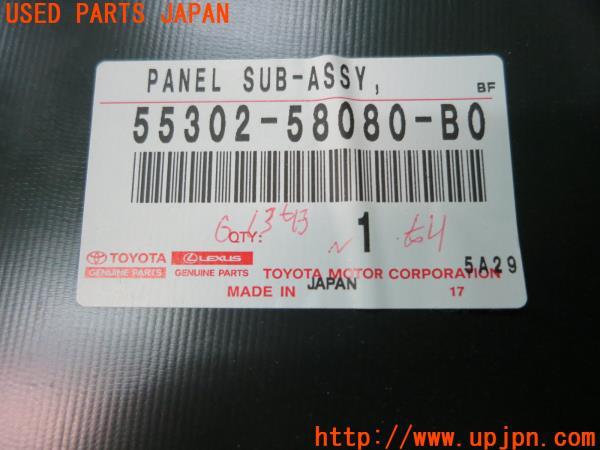 USED PARTS JAPAN
PANEL SUB-ASSY,
BF
55302-58080-B0
QTY: 1
TOYOTA LEXUS
GENUINE PARTS GENUINE PARTS TOYOTA MOTOR CORPORATION 5A29
MADE IN JAPAN 17
http://www.upjpn.com/